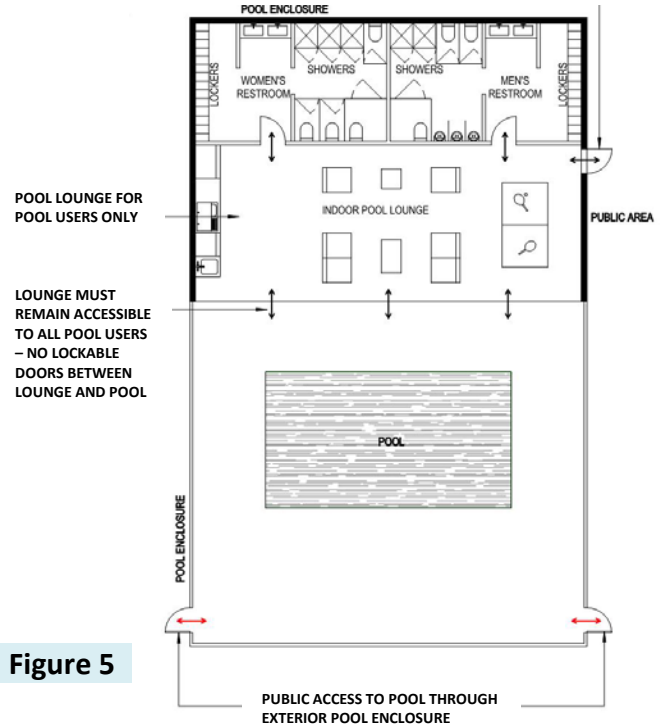 POOL ENCLOSURE
LOCKERS
WOMEN'S
RESTROOM
SHOWERS
SHOWERS
MEN'S
RESTROOM
LOCKERS
POOL LOUNGE FOR
POOL USERS ONLY
INDOOR POOL LOUNGE
PUBLIC AREA
LOUNGE MUST
REMAIN ACCESSIBLE
TO ALL POOL USERS
– NO LOCKABLE
DOORS BETWEEN
LOUNGE AND POOL
POOL
POOL ENCLOSURE
Figure 5
PUBLIC ACCESS TO POOL THROUGH
EXTERIOR POOL ENCLOSURE